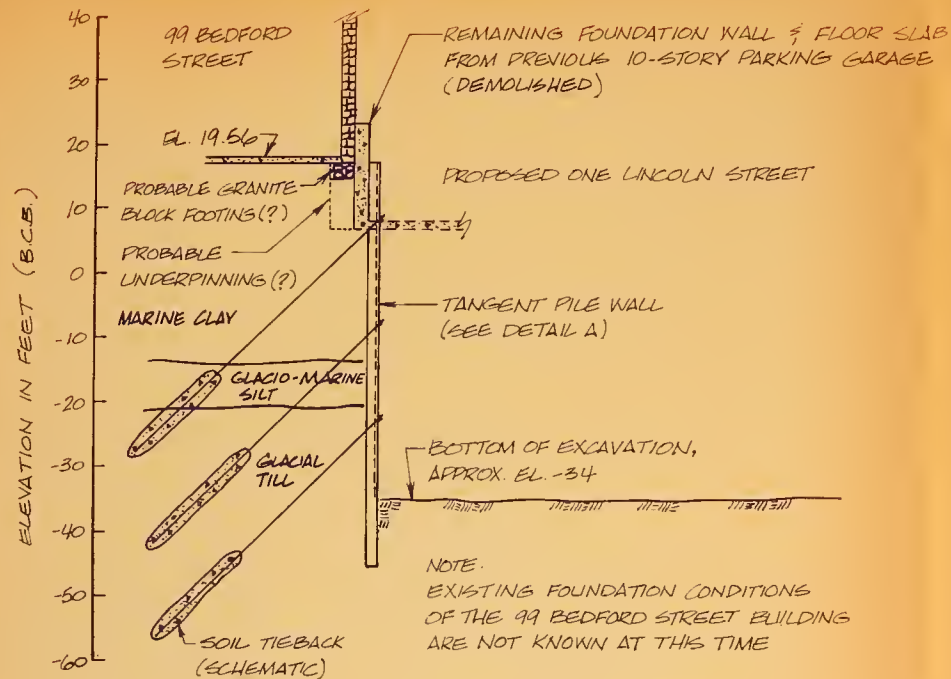 40
99 BEDFORD
STREET
REMAINING FOUNDATION WALL & FLOOR SLAB
FROM PREVIOUS 10-STORY PARKING GARAGE
(DEMOLISHED)
30
EL. 19.56
20
PROPOSED ONE LINCOLN STREET
PROBABLE GRANITE
BLOCK FOOTING(?)
10
PROBABLE
UNDERPINNING(?)
0
ELEVATION IN FEET (B.C.B.)
MARINE CLAY
TANGENT PILE WALL
(SEE DETAIL A)
-10
GLACIO-MARINE
SILT
-20
GLACIAL
TILL
BOTTOM OF EXCAVATION,
APPROX. EL. -34
-30
-40
NOTE.
EXISTING FOUNDATION CONDITIONS
OF THE 99 BEDFORD STREET BUILDING
ARE NOT KNOWN AT THIS TIME
-50
SOIL TIEBACK
(SCHEMATIC)
-60